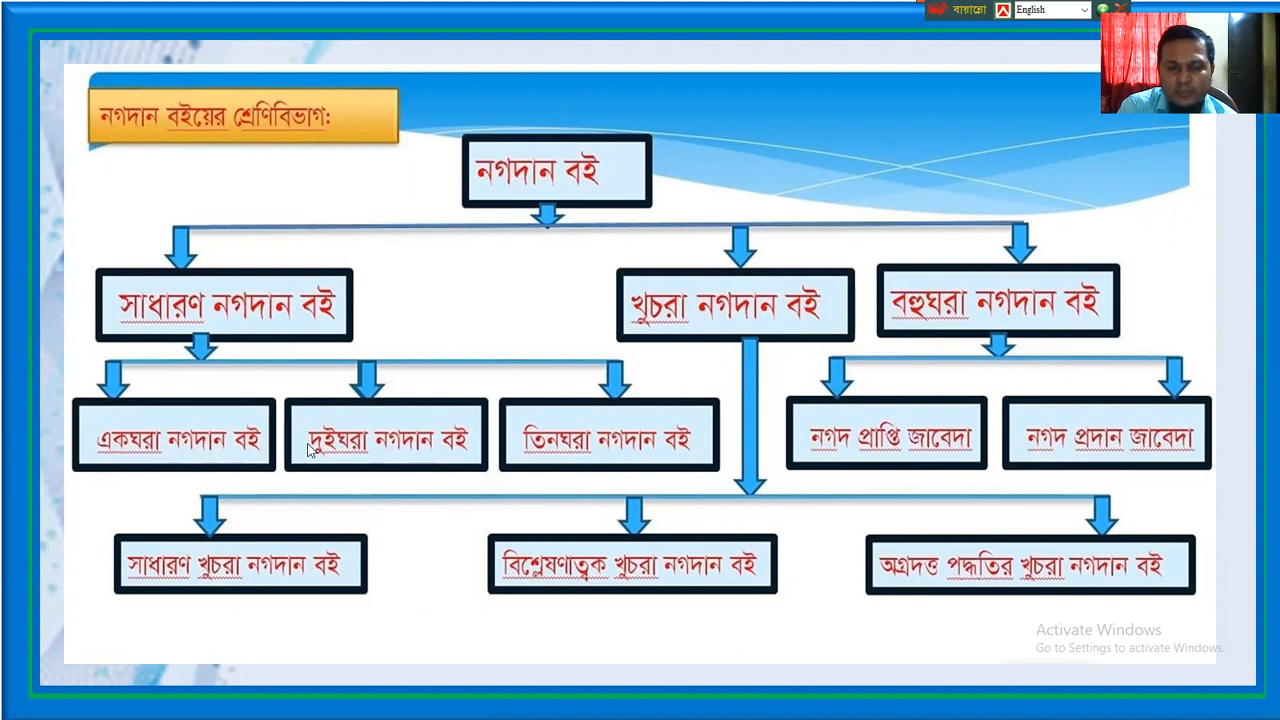 বায়ান্নো
English
নগদান বইয়ের শ্রেণিবিভাগ:
নগদান বই
সাধারণ নগদান বই
খুচরা নগদান বই
বহুঘরা নগদান বই
একঘরা নগদান বই
দুইঘরা নগদান বই
তিনঘরা নগদান বই
নগদ প্রাপ্তি জাবেদা
নগদ প্রদান জাবেদা
সাধারণ খুচরা নগদান বই
বিশ্লেষণাত্বক খুচরা নগদান বই
অগ্রদত্ত পদ্ধতির খুচরা নগদান বই
Activate Windows
Go to Settings to activate Windows.